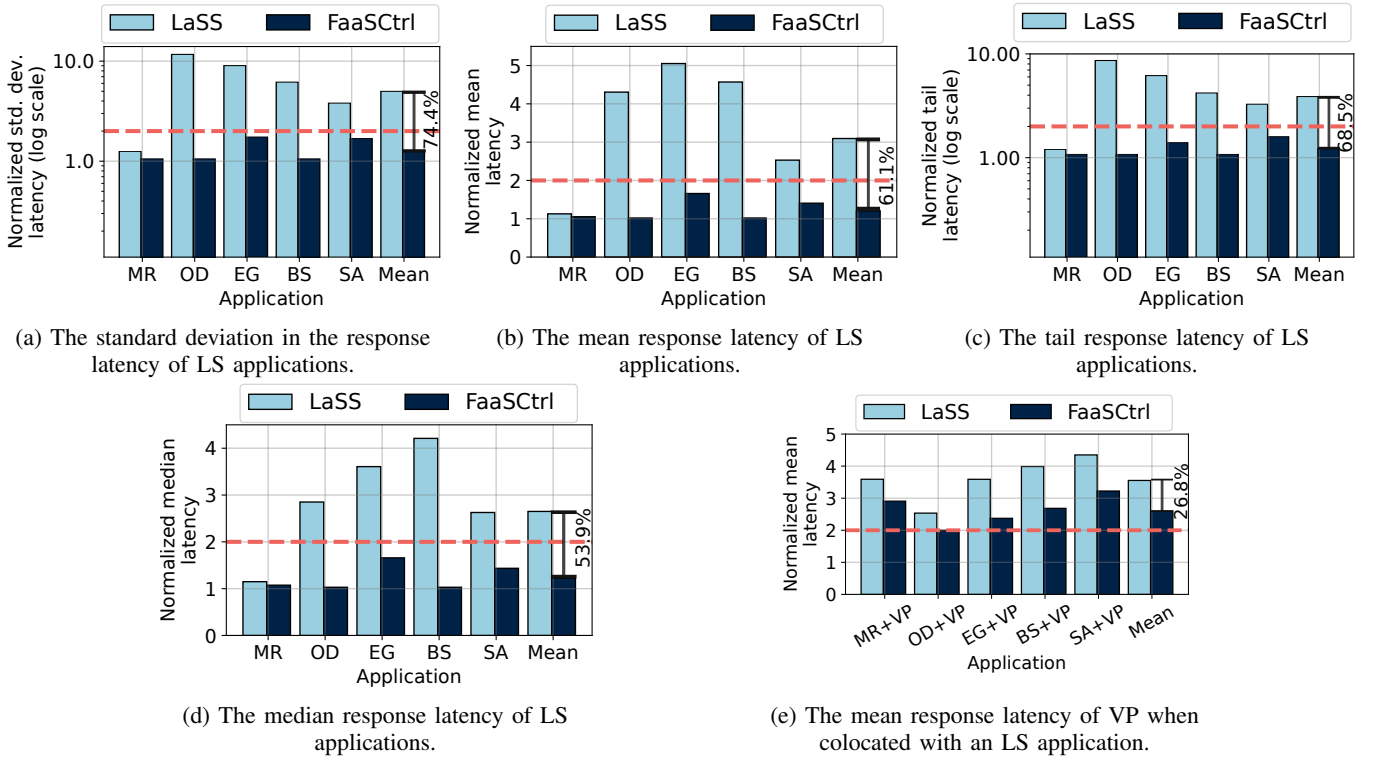 LaSS FaaSCtrl
Normalized std. dev.
latency (log scale)
10.0
1.0
74.4%
MR OD EG BS SA Mean
Application
(a) The standard deviation in the response
latency of LS applications.
LaSS FaaSCtrl
Normalized mean
latency
5
4
3
2
1
0
61.1%
MR OD EG BS SA Mean
Application
(b) The mean response latency of LS
applications.
LaSS FaaSCtrl
Normalized tail
latency (log scale)
10.00
1.00
68.5%
MR OD EG BS SA Mean
Application
(c) The tail response latency of LS
applications.
LaSS FaaSCtrl
Normalized median
latency
4
3
2
1
0
53.9%
MR OD EG BS SA Mean
Application
(d) The median response latency of LS
applications.
LaSS FaaSCtrl
Normalized mean
latency
5
4
3
2
1
0
26.8%
MR+VP OD+VP EG+VP BS+VP SA+VP Mean
Application
(e) The mean response latency of VP when
colocated with an LS application.